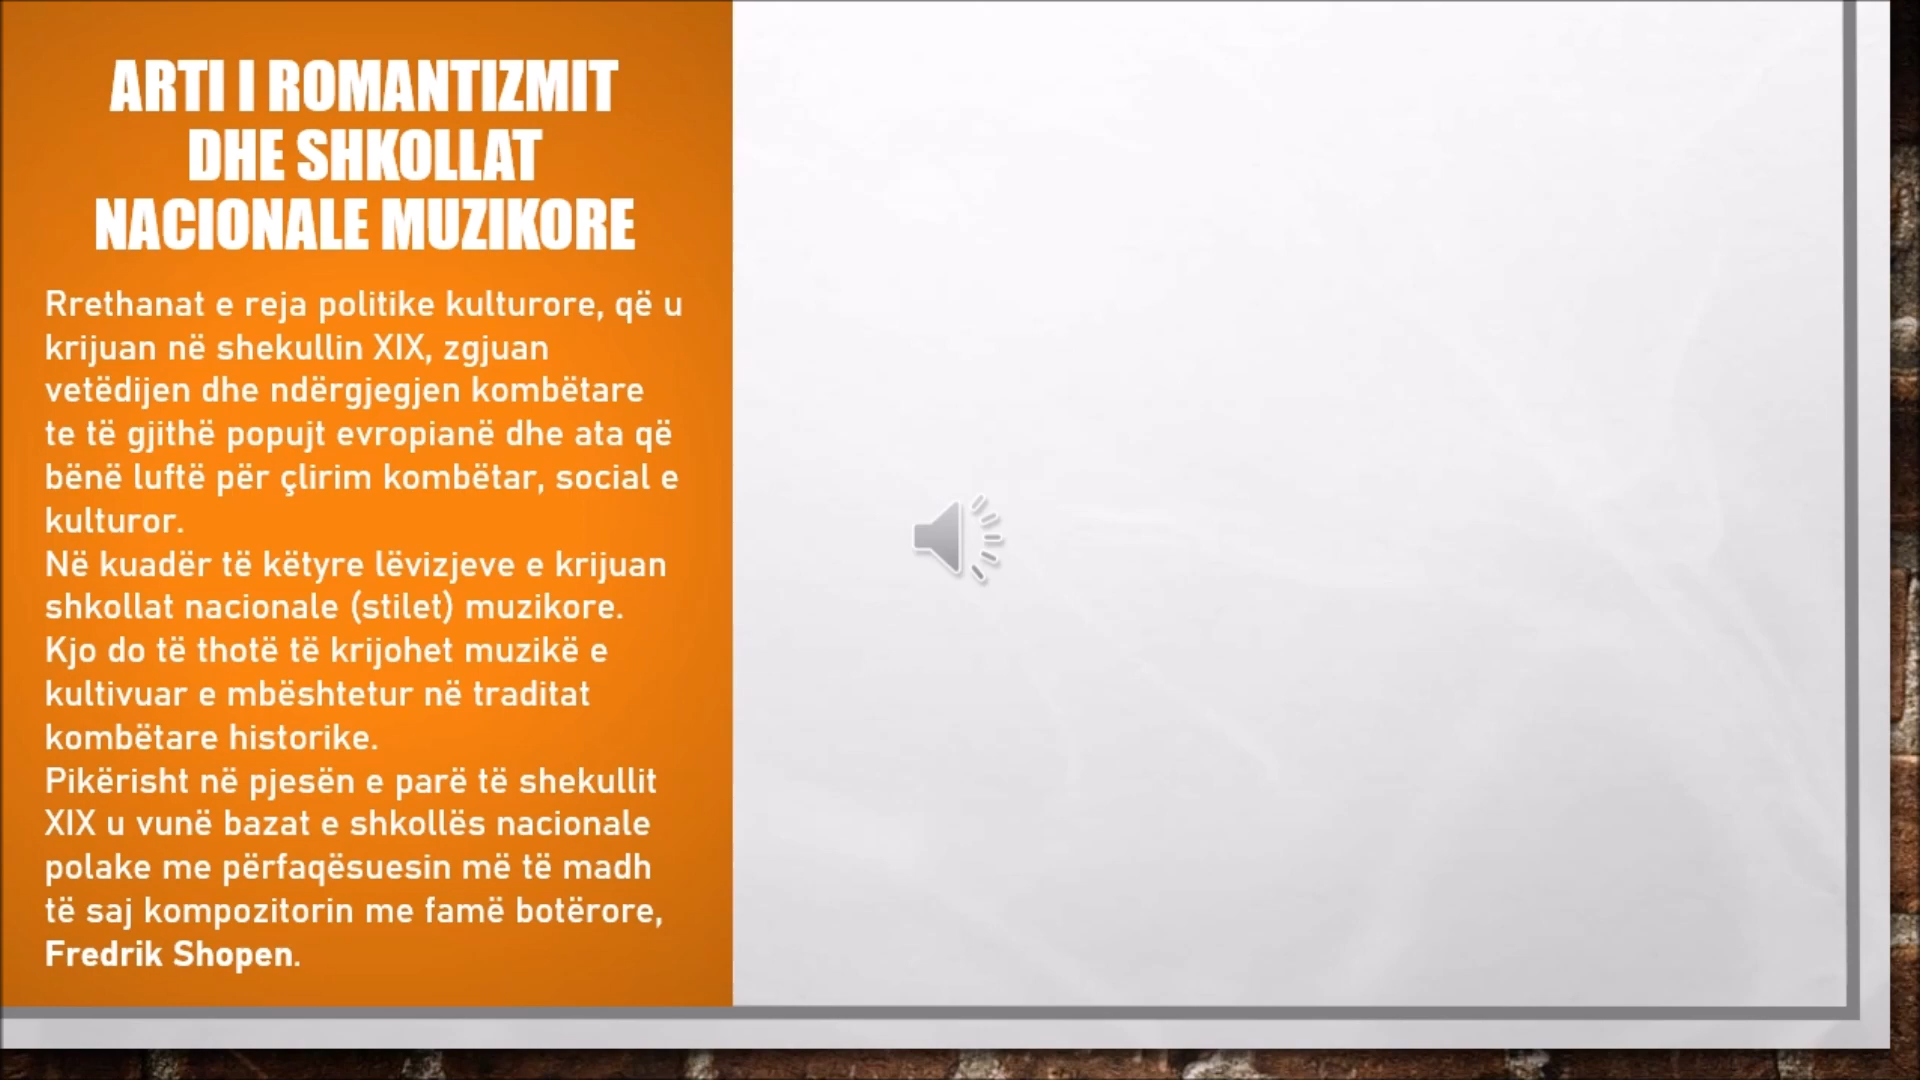 ARTI I ROMANTIZMIT
DHE SHKOLLAT
NACIONALE MUZIKORE
Rrethanat e reja politike kulturore, që u
krijuan në shekullin XIX, zgjuan
vetëdijen dhe ndërgjegjen kombëtare
te të gjithë popujt evropianë dhe ata që
bënë luftë për çlirim kombëtar, social e
kulturor.
Në kuadër të këtyre lëvizjeve e krijuan
shkollat nacionale (stilet) muzikore.
Kjo do të thotë të krijohet muzikë e
kultivuar e mbështetur në traditat
kombëtare historike.
Pikërisht në pjesën e parë të shekullit
XIX u vunë bazat e shkollës nacionale
polake me përfaqësuesin më të madh
të saj kompozitorin me famë botërore,
Fredrik Shopen.